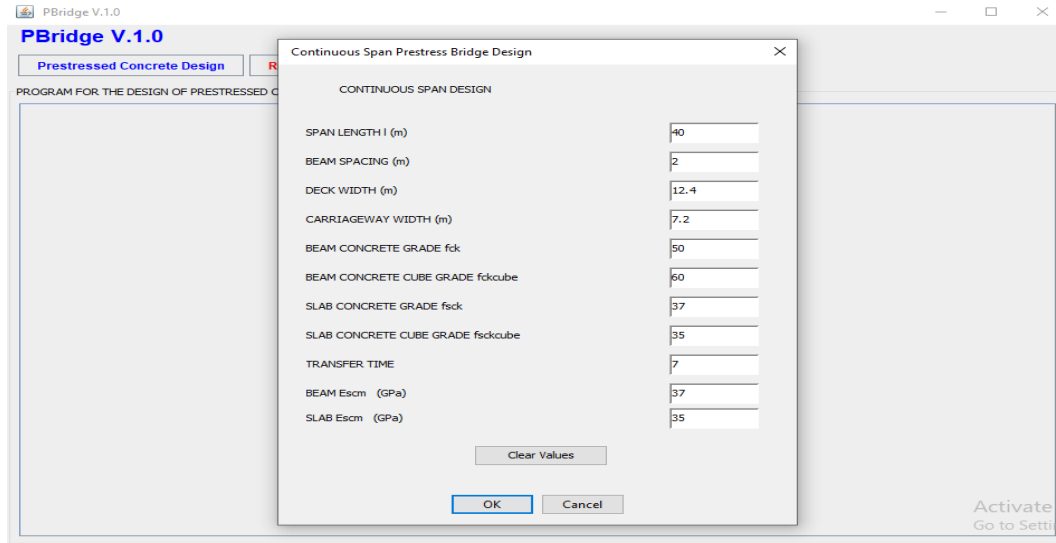 PBridge V.1.0
PBridge V.1.0
Prestressed Concrete Design R
PROGRAM FOR THE DESIGN OF PRESTRESSED C
Continuous Span Prestress Bridge Design
CONTINUOUS SPAN DESIGN
SPAN LENGTH l (m) 40
BEAM SPACING (m) 2
DECK WIDTH (m) 12.4
CARRIAGEWAY WIDTH (m) 7.2
BEAM CONCRETE GRADE fck 50
BEAM CONCRETE CUBE GRADE fckcube 60
SLAB CONCRETE GRADE fsck 37
SLAB CONCRETE CUBE GRADE fsckcube 35
TRANSFER TIME 7
BEAM Escm (GPa) 37
SLAB Escm (GPa) 35
Clear Values
OK Cancel
Activate
Go to Setti